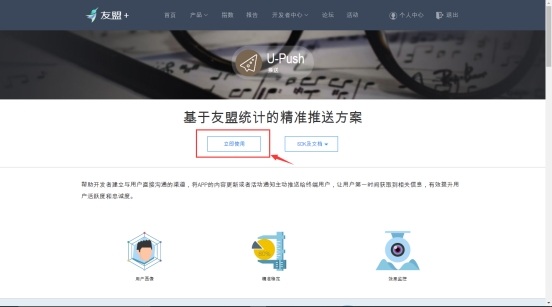 友盟+
首页 产品 指数 报告 开发者中心 论坛 活动 个人中心 退出
U-Push
推送
基于友盟统计的精准推送方案
立即使用 SDK及文档
帮助开发者建立与用户直接沟通的渠道，将APP的内容更新或者活动通知主动推送给终端用户，让用户第一时间获取到相关信息，有效提升用
户活跃度和忠诚度。
用户画像 精准推送 效果监控